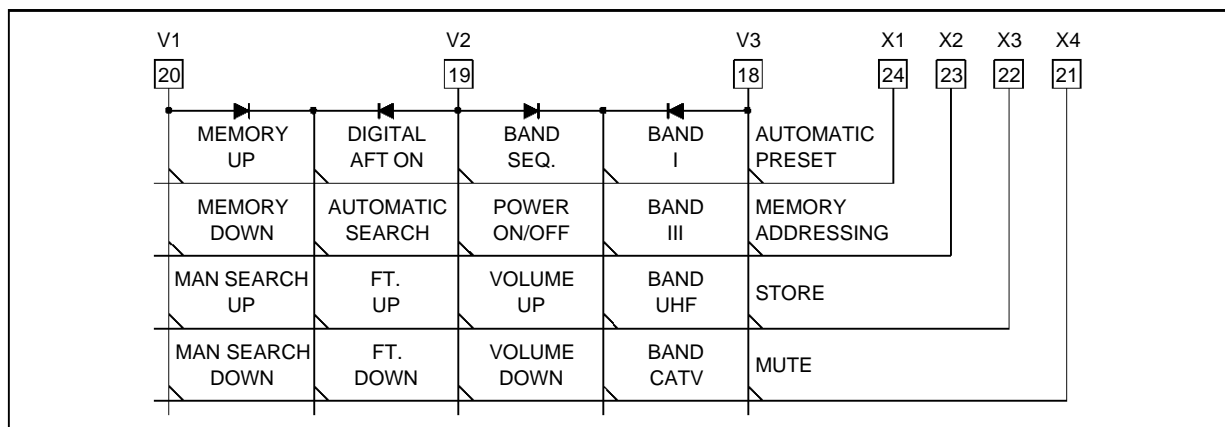 V1 V2 V3 X1 X2 X3 X4
20 19 18 24 23 22 21
MEMORY DIGITAL BAND BAND AUTOMATIC
UP AFT ON SEQ. I PRESET
MEMORY AUTOMATIC POWER BAND MEMORY
DOWN SEARCH ON/OFF III ADDRESSING
MAN SEARCH FT. VOLUME BAND STORE
UP UP UP UHF
MAN SEARCH FT. VOLUME BAND MUTE
DOWN DOWN DOWN CATV